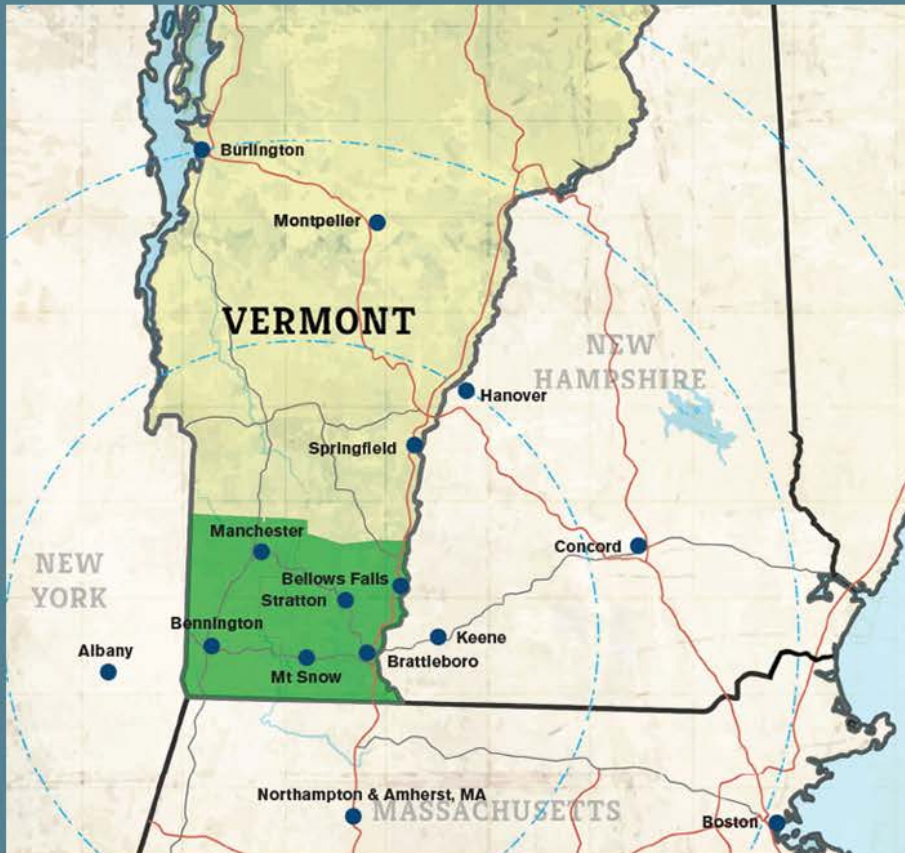 Burlington
Montpelier
VERMONT
NEW
HAMPSHIRE
Hanover
Springfield
Manchester
Concord
NEW
YORK
Bellows Falls
Stratton
Bennington
Keene
Albany
Brattleboro
Mt Snow
Northampton & Amherst, MA
MASSACHUSETTS
Boston